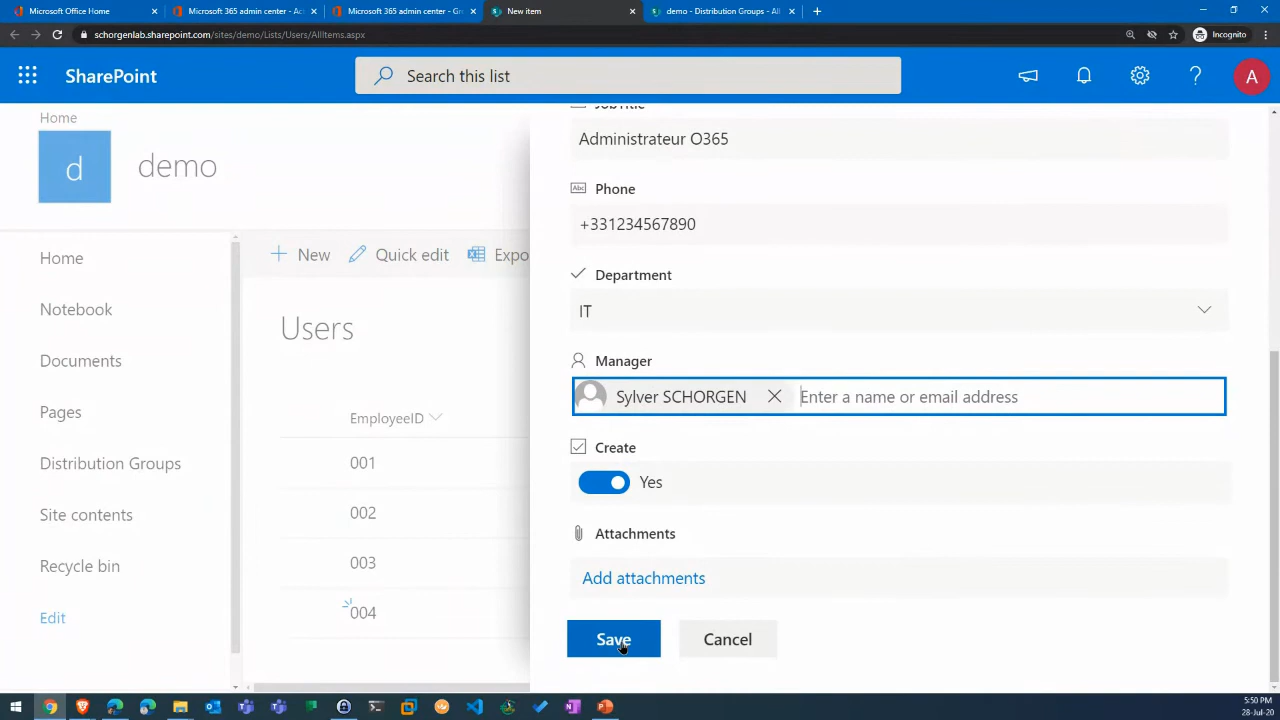 Microsoft Office Home
Microsoft 365 admin center - Act
Microsoft 365 admin center - Gro
New item
demo - Distribution Groups - All
schorgenlab.sharepoint.com/sites/demo/Lists/Users/AllItems.aspx
Incognito
SharePoint
Search this list
A
Home
d
demo
Home
Notebook
Documents
Pages
Distribution Groups
Site contents
Recycle bin
Edit
New
Quick edit
Expo
Users
EmployeeID
001
002
003
004
JobTitle
Administrateur O365
Abc
Phone
+331234567890
Department
IT
Manager
Sylver SCHORGEN
Enter a name or email address
Create
Yes
Attachments
Add attachments
Save
Cancel
5:50 PM
28-Jul-20